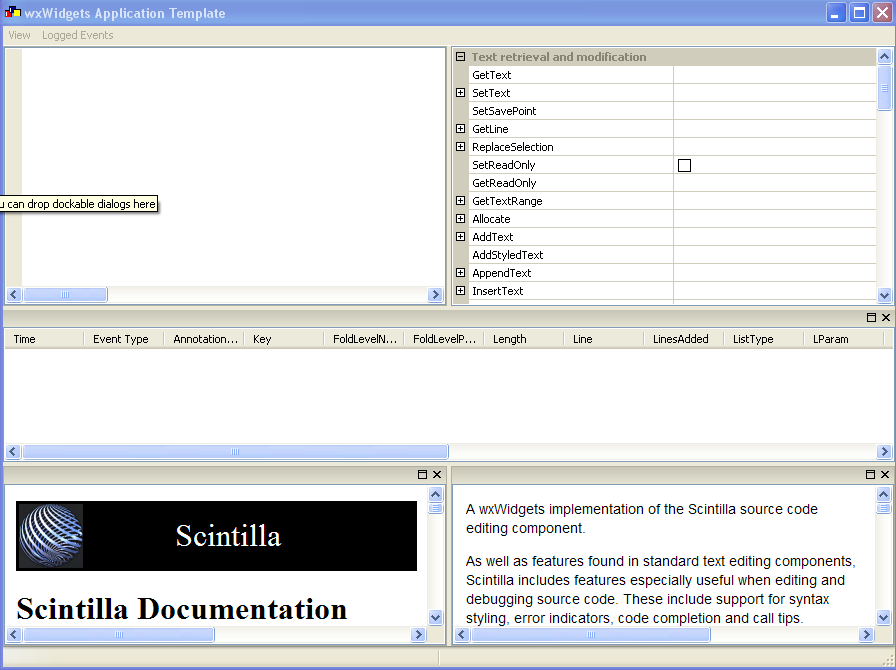 wxWidgets Application Template
View Logged Events
Text retrieval and modification
GetText
SetText
SetSavePoint
GetLine
ReplaceSelection
SetReadOnly
GetReadOnly
GetTextRange
Allocate
AddText
AddStyledText
AppendText
InsertText
u can drop dockable dialogs here
Time Event Type Annotation... Key FoldLevelN... FoldLevelP... Length Line LinesAdded ListType LParam
Scintilla
Scintilla Documentation
A wxWidgets implementation of the Scintilla source code
editing component.
As well as features found in standard text editing components,
Scintilla includes features especially useful when editing and
debugging source code. These include support for syntax
styling, error indicators, code completion and call tips.